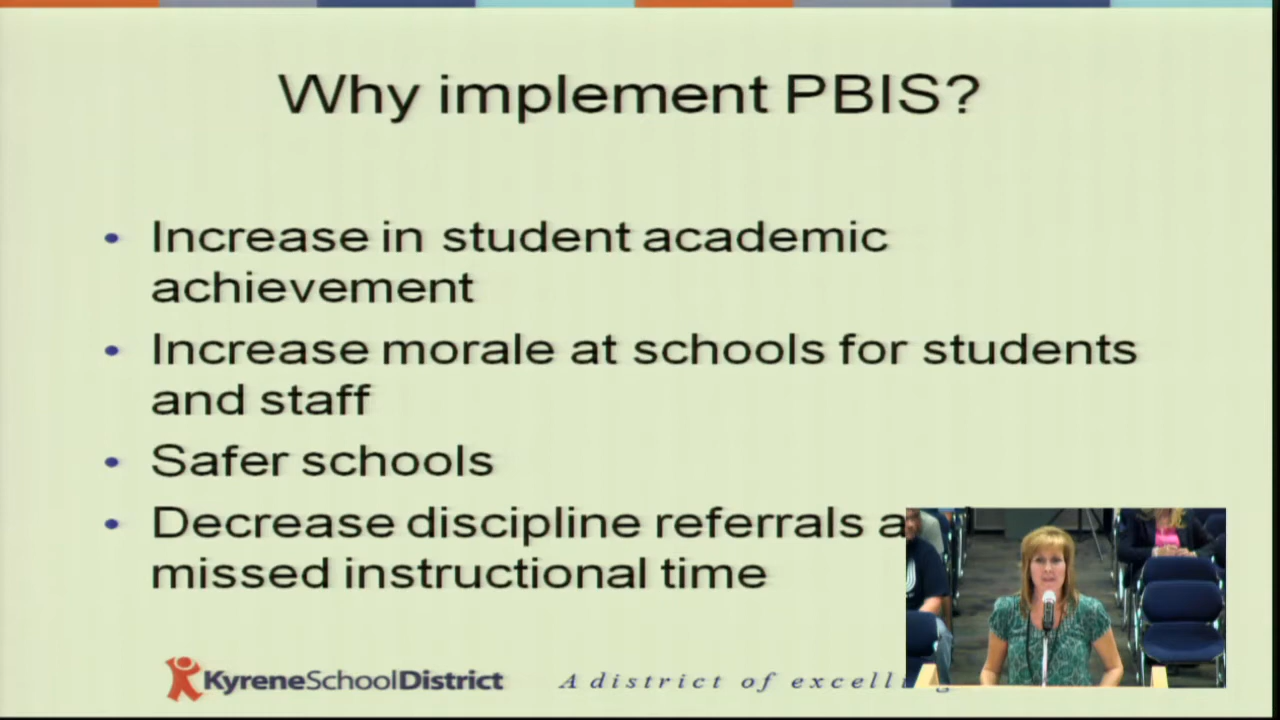 Why implement PBIS?
• Increase in student academic
achievement
• Increase morale at schools for students
and staff
• Safer schools
• Decrease discipline referrals a
missed instructional time
KyreneSchoolDistrict
A district of